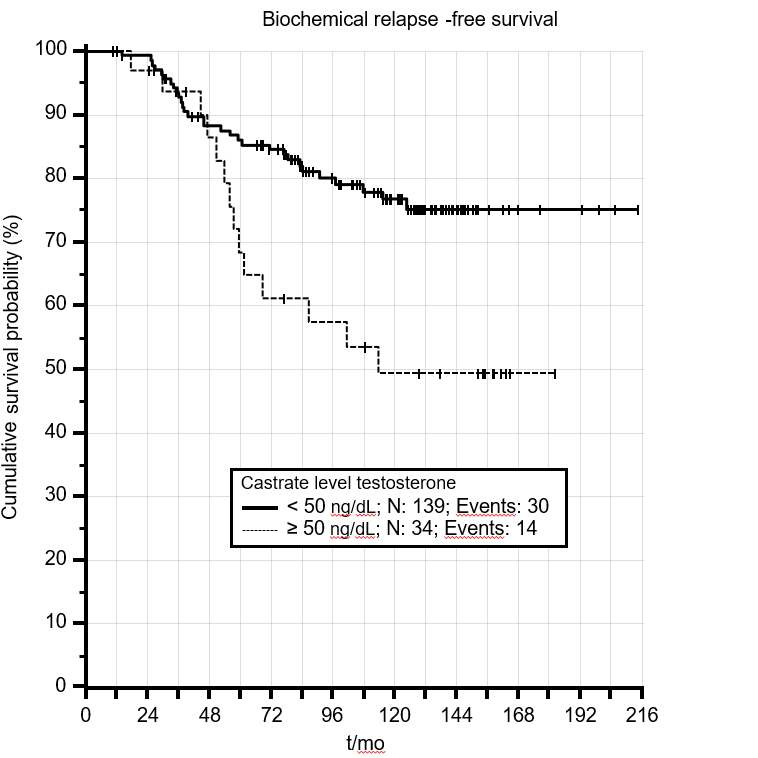 Biochemical relapse -free survival
Cumulative survival probability (%)
100
90
80
70
60
50
40
30
20
10
0
Castrate level testosterone
< 50 ng/dL; N: 139; Events: 30
≥ 50 ng/dL; N: 34; Events: 14
0 24 48 72 96 120 144 168 192 216
t/mo